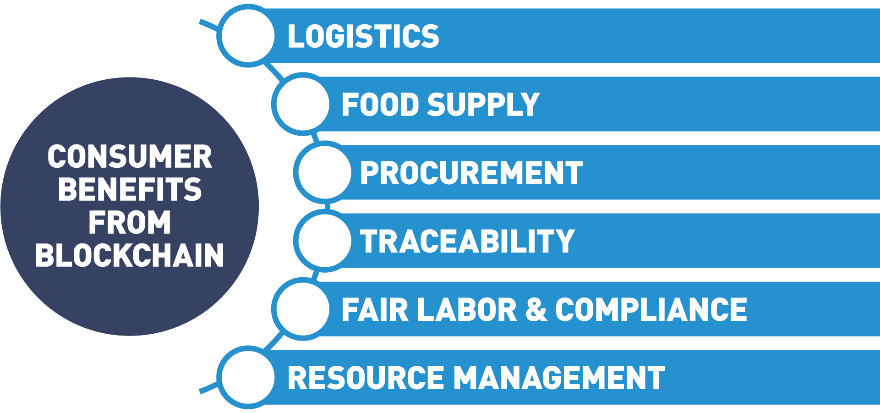 CONSUMER
BENEFITS
FROM
BLOCKCHAIN
LOGISTICS
FOOD SUPPLY
PROCUREMENT
TRACEABILITY
FAIR LABOR & COMPLIANCE
RESOURCE MANAGEMENT